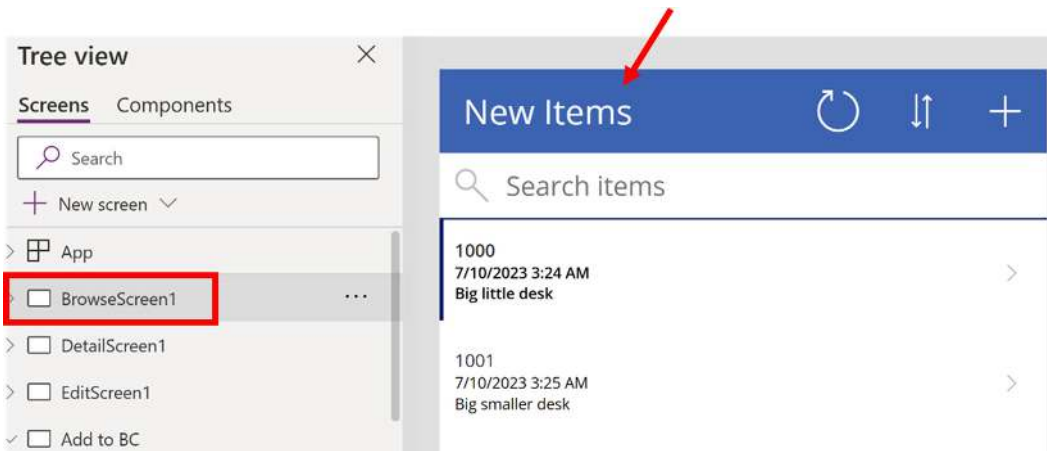 Tree view
Screens Components
Search
New screen
App
BrowseScreen1
DetailScreen1
EditScreen1
Add to BC
New Items
Search items
1000
7/10/2023 3:24 AM
Big little desk
1001
7/10/2023 3:25 AM
Big smaller desk